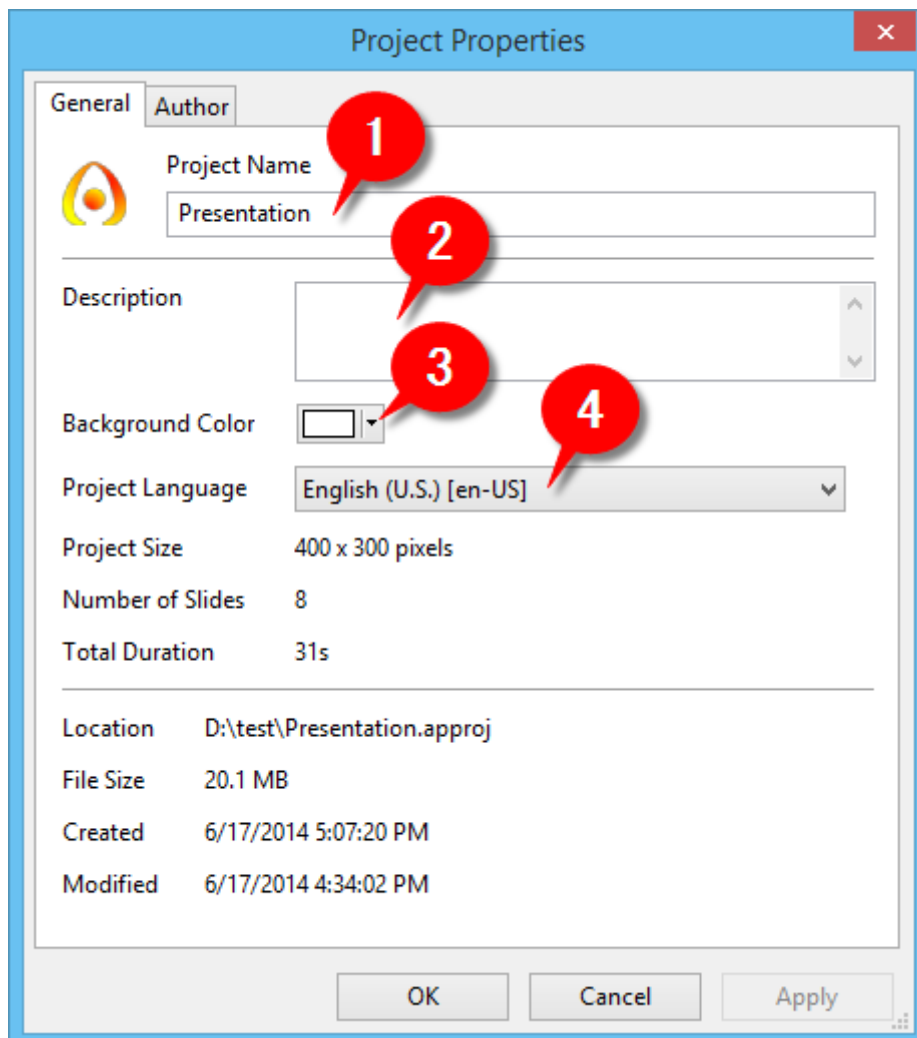 Project Properties
General Author
1
Project Name
Presentation
2
Description
3
Background Color
4
Project Language English (U.S.) [en-US]
Project Size 400 x 300 pixels
Number of Slides 8
Total Duration 31s
Location D:\test\Presentation.approj
File Size 20.1 MB
Created 6/17/2014 5:07:20 PM
Modified 6/17/2014 4:34:02 PM
OK Cancel Apply